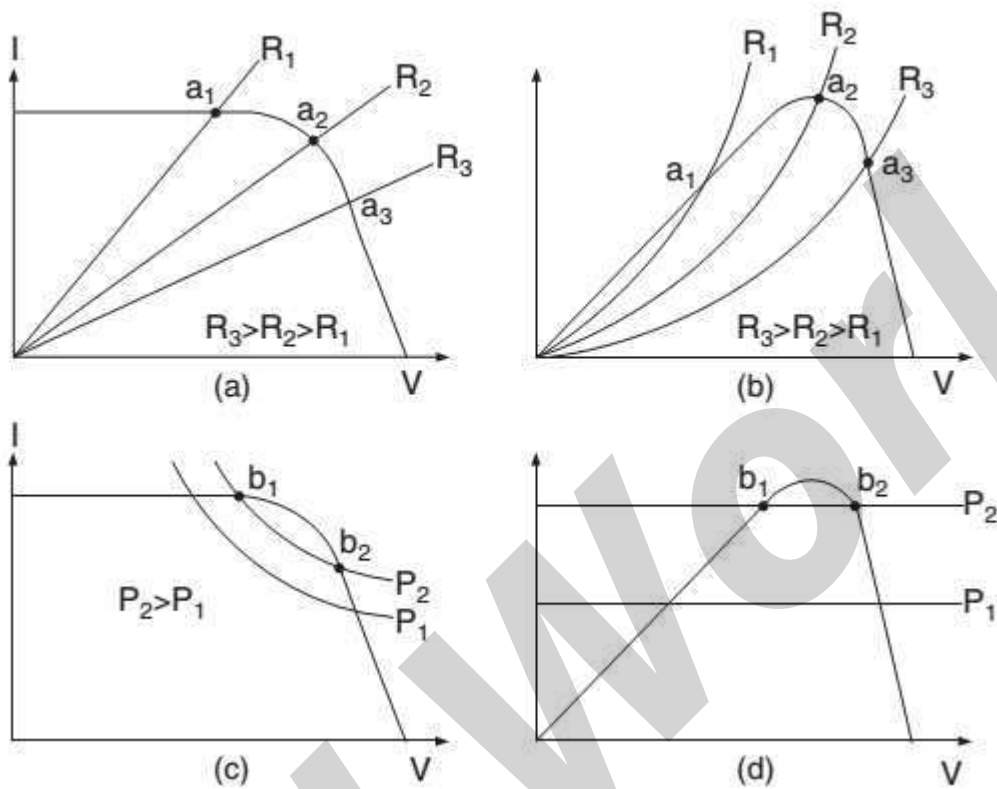 I
R₁
a₁
R₂
a₂
R₃
a₃
R₃>R₂>R₁
V
(a)
R₁
R₂
a₂
R₃
a₁
a₃
R₃>R₂>R₁
V
(b)
I
b₁
b₂
P₂>P₁
P₂
P₁
V
(c)
b₁
b₂
P₂
P₁
V
(d)